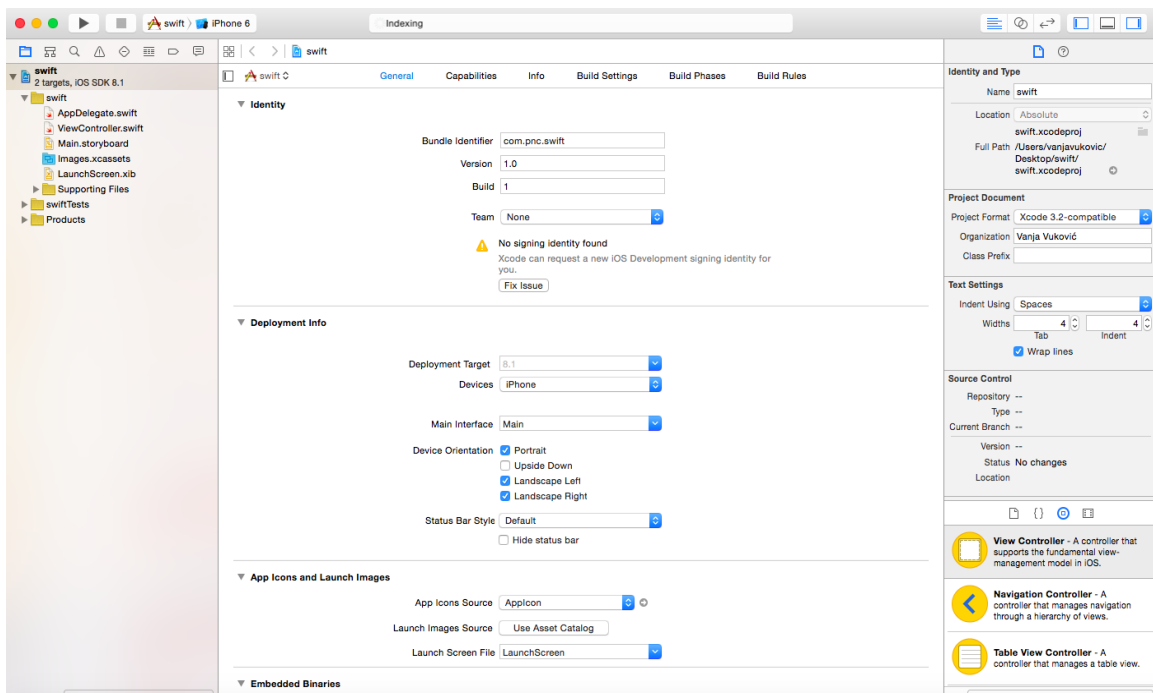 swift iPhone 6 Indexing
swift
swift
2 targets, iOS SDK 8.1
swift
AppDelegate.swift
ViewController.swift
Main.storyboard
Images.xcassets
LaunchScreen.xib
Supporting Files
swiftTests
Products
swift General Capabilities Info Build Settings Build Phases Build Rules
Identity
Bundle Identifier com.pnc.swift
Version 1.0
Build 1
Team None
No signing identity found
Xcode can request a new iOS Development signing identity for
you.
Fix Issue
Deployment Info
Deployment Target 8.1
Devices iPhone
Main Interface Main
Device Orientation Portrait
Upside Down
Landscape Left
Landscape Right
Status Bar Style Default
Hide status bar
App Icons and Launch Images
App Icons Source AppIcon
Launch Images Source Use Asset Catalog
Launch Screen File LaunchScreen
Embedded Binaries
Identity and Type
Name swift
Location Absolute
swift.xcodeproj
Full Path /Users/vanjavukovic/
Desktop/swift/
swift.xcodeproj
Project Document
Project Format Xcode 3.2-compatible
Organization Vanja Vuković
Class Prefix
Text Settings
Indent Using Spaces
Widths 4 4
Tab Indent
Wrap lines
Source Control
Repository --
Type --
Current Branch --
Version --
Status No changes
Location
View Controller - A controller that
supports the fundamental view-
management model in iOS.
Navigation Controller - A
controller that manages navigation
through a hierarchy of views.
Table View Controller - A
controller that manages a table view.